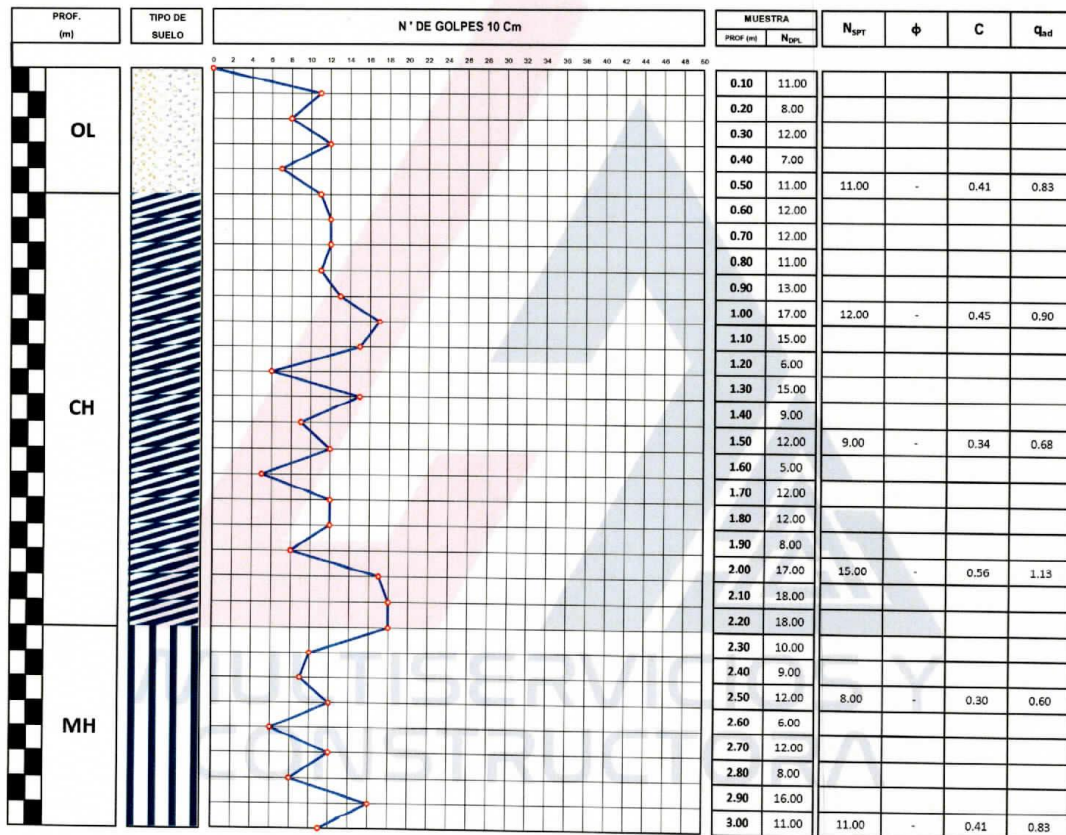 PROF. (m) TIPO DE SUELO N ' DE GOLPES 10 Cm MUESTRA N_SPT ϕ C q_ad
PROF (m) N_DPL
0 2 4 6 8 10 12 14 16 18 20 22 24 26 28 30 32 34 36 38 40 42 44 46 48 50 60
OL
0.10 11.00
0.20 8.00
0.30 12.00
0.40 7.00
0.50 11.00 11.00 - 0.41 0.83
CH
0.60 12.00
0.70 12.00
0.80 11.00
0.90 13.00
1.00 17.00 12.00 - 0.45 0.90
1.10 15.00
1.20 6.00
1.30 15.00
1.40 9.00
1.50 12.00 9.00 - 0.34 0.68
1.60 5.00
1.70 12.00
1.80 12.00
1.90 8.00
2.00 17.00 15.00 - 0.56 1.13
2.10 18.00
2.20 18.00
MH
2.30 10.00
2.40 9.00
2.50 12.00 8.00 - 0.30 0.60
2.60 6.00
2.70 12.00
2.80 8.00
2.90 16.00
3.00 11.00 11.00 - 0.41 0.83
MULTISERVICIOS Y
CONSTRUCTORA